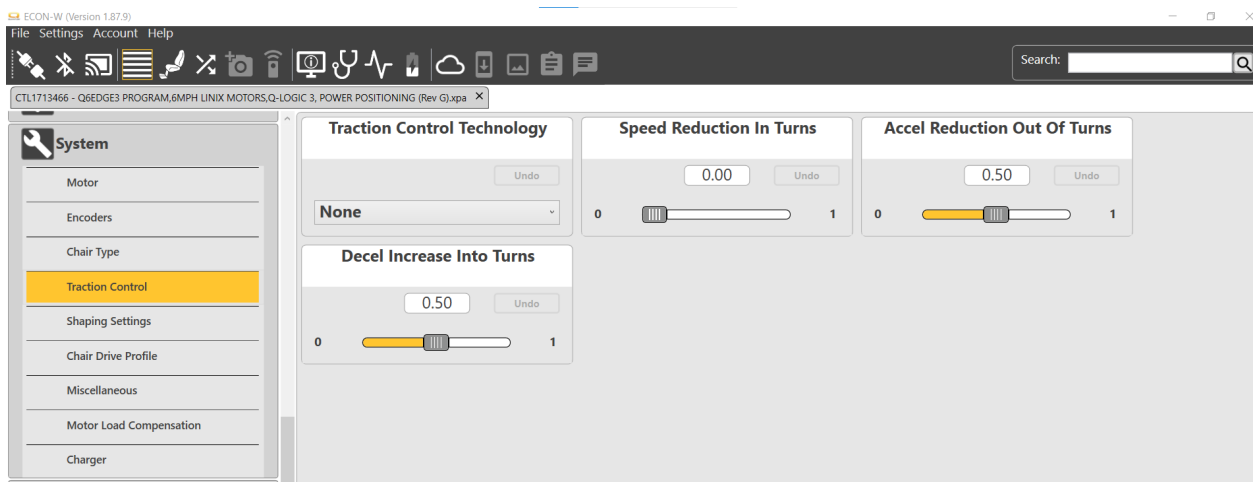 ECON-W (Version 1.87.9)
File Settings Account Help
Search:
CTL1713466 - Q6EDGE3 PROGRAM,6MPH LINIX MOTORS,Q-LOGIC 3, POWER POSITIONING (Rev G).xpa
System
Motor
Encoders
Chair Type
Traction Control
Shaping Settings
Chair Drive Profile
Miscellaneous
Motor Load Compensation
Charger
Traction Control Technology
Undo
None
Speed Reduction In Turns
0.00 Undo
0 1
Accel Reduction Out Of Turns
0.50 Undo
0 1
Decel Increase Into Turns
0.50 Undo
0 1